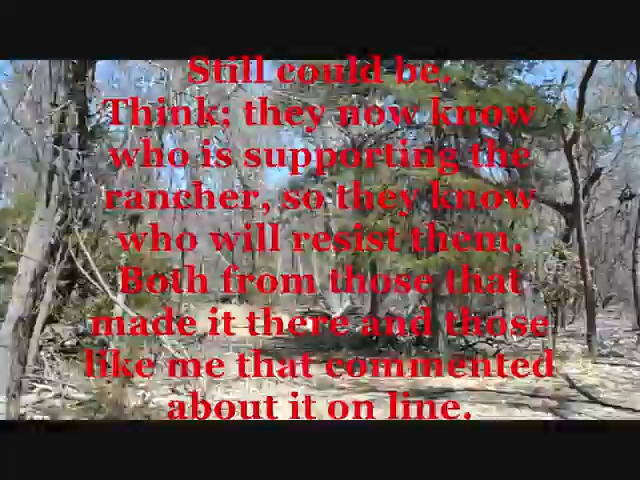 Still could be.
Think; they now know
who is supporting the
rancher, so they know
who will resist them.
Both from those that
made it there and those
like me that commented
about it on line.